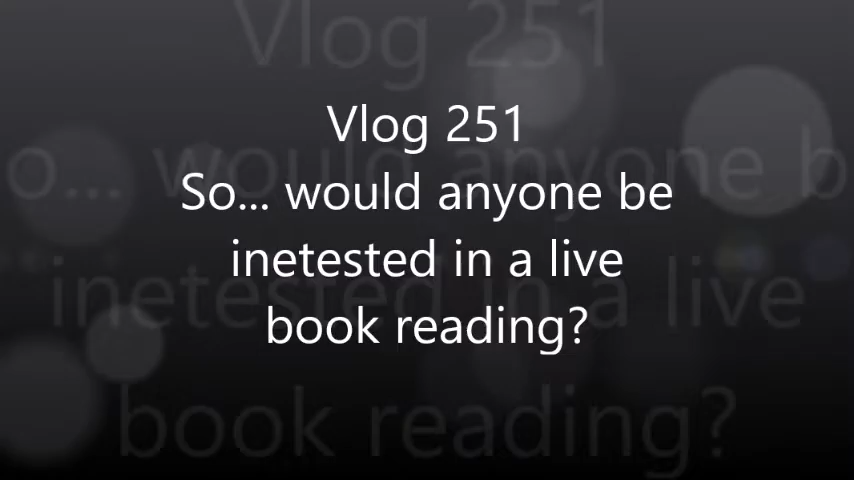 Vlog 251
So... would anyone be
inetested in a live
book reading?